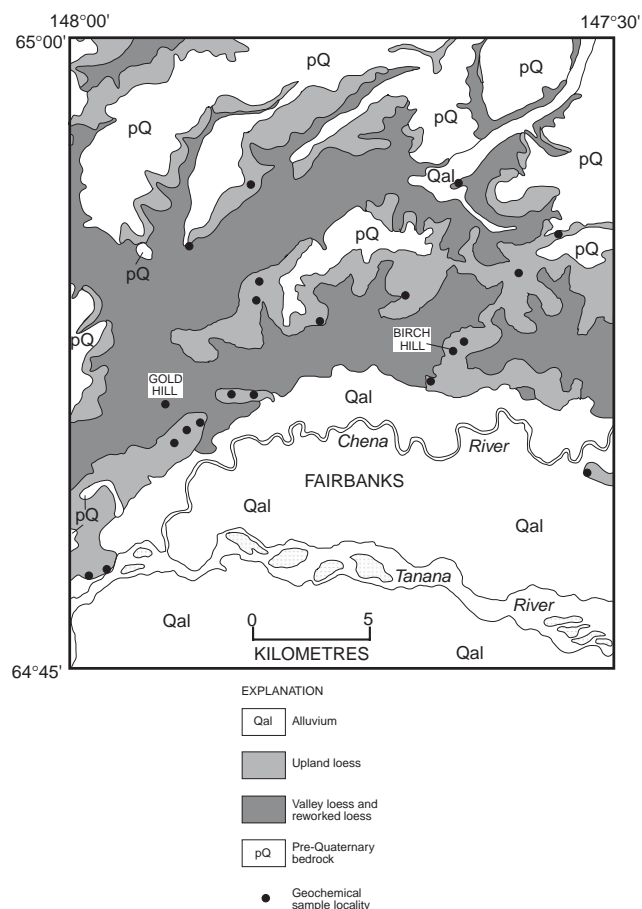 148°00'
147°30'
65°00'
pQ
pQ
pQ
pQ
pQ
Qal
pQ
pQ
pQ
pQ
BIRCH
HILL
GOLD
HILL
Qal
Chena River
FAIRBANKS
Qal
Qal
pQ
Tanana
River
0 5
KILOMETRES
Qal
Qal
64°45'
EXPLANATION
Qal Alluvium
Upland loess
Valley loess and
reworked loess
pQ Pre-Quaternary
bedrock
Geochemical
sample locality